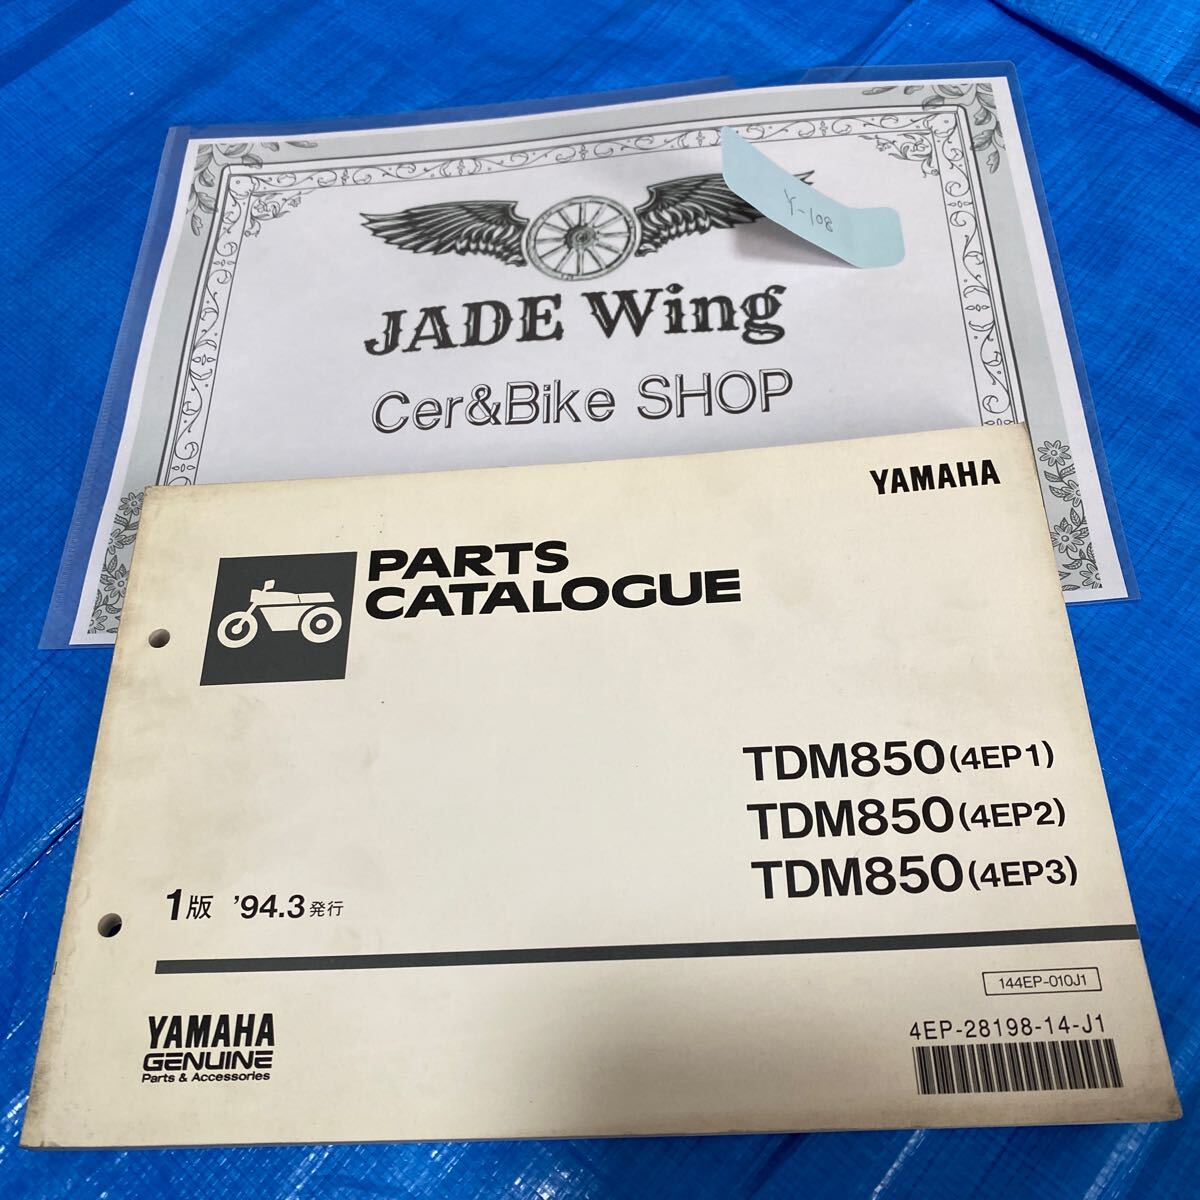 Y-108
JADE Wing
Cer&Bike SHOP
YAMAHA
PARTS
CATALOGUE
TDM850(4EP1)
TDM850(4EP2)
TDM850(4EP3)
1版 '94.3発行
144EP-010J1
YAMAHA
GENUINE
Parts & Accessories
4EP-28198-14-J1